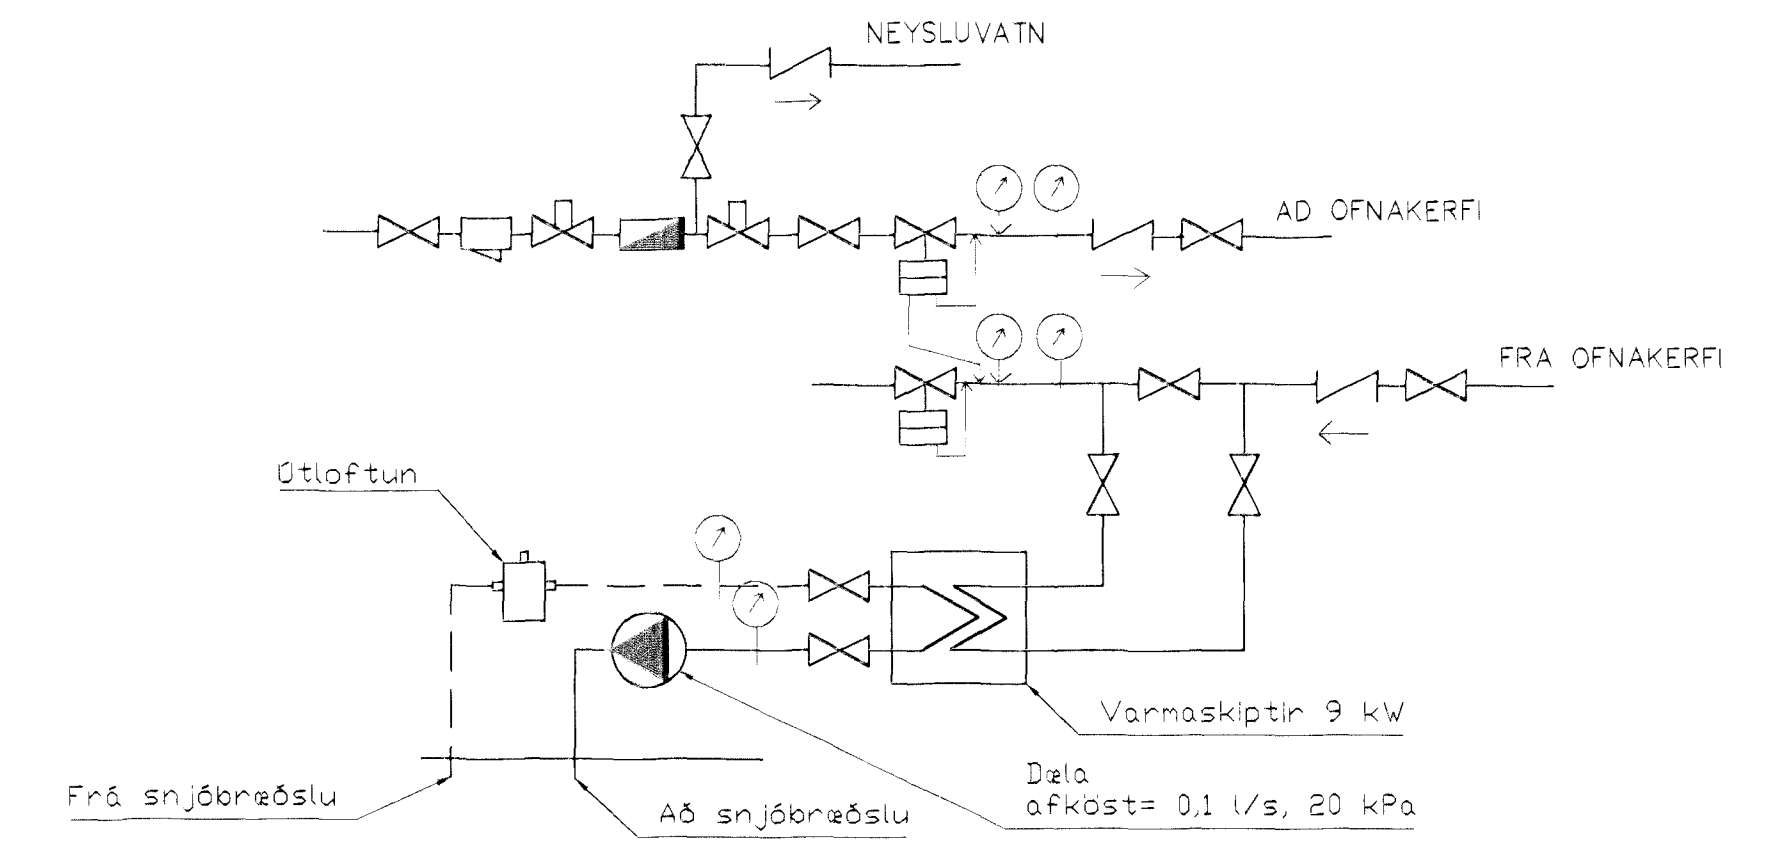 NEYSLUVATN
AD OFNAKERFI
FRA OFNAKERFI
Útloftun
Varmaskiptir 9 kW
Dæla
afköst= 0,1 l/s, 20 kPa
Frá snjóbræðslu
Að snjóbræðslu